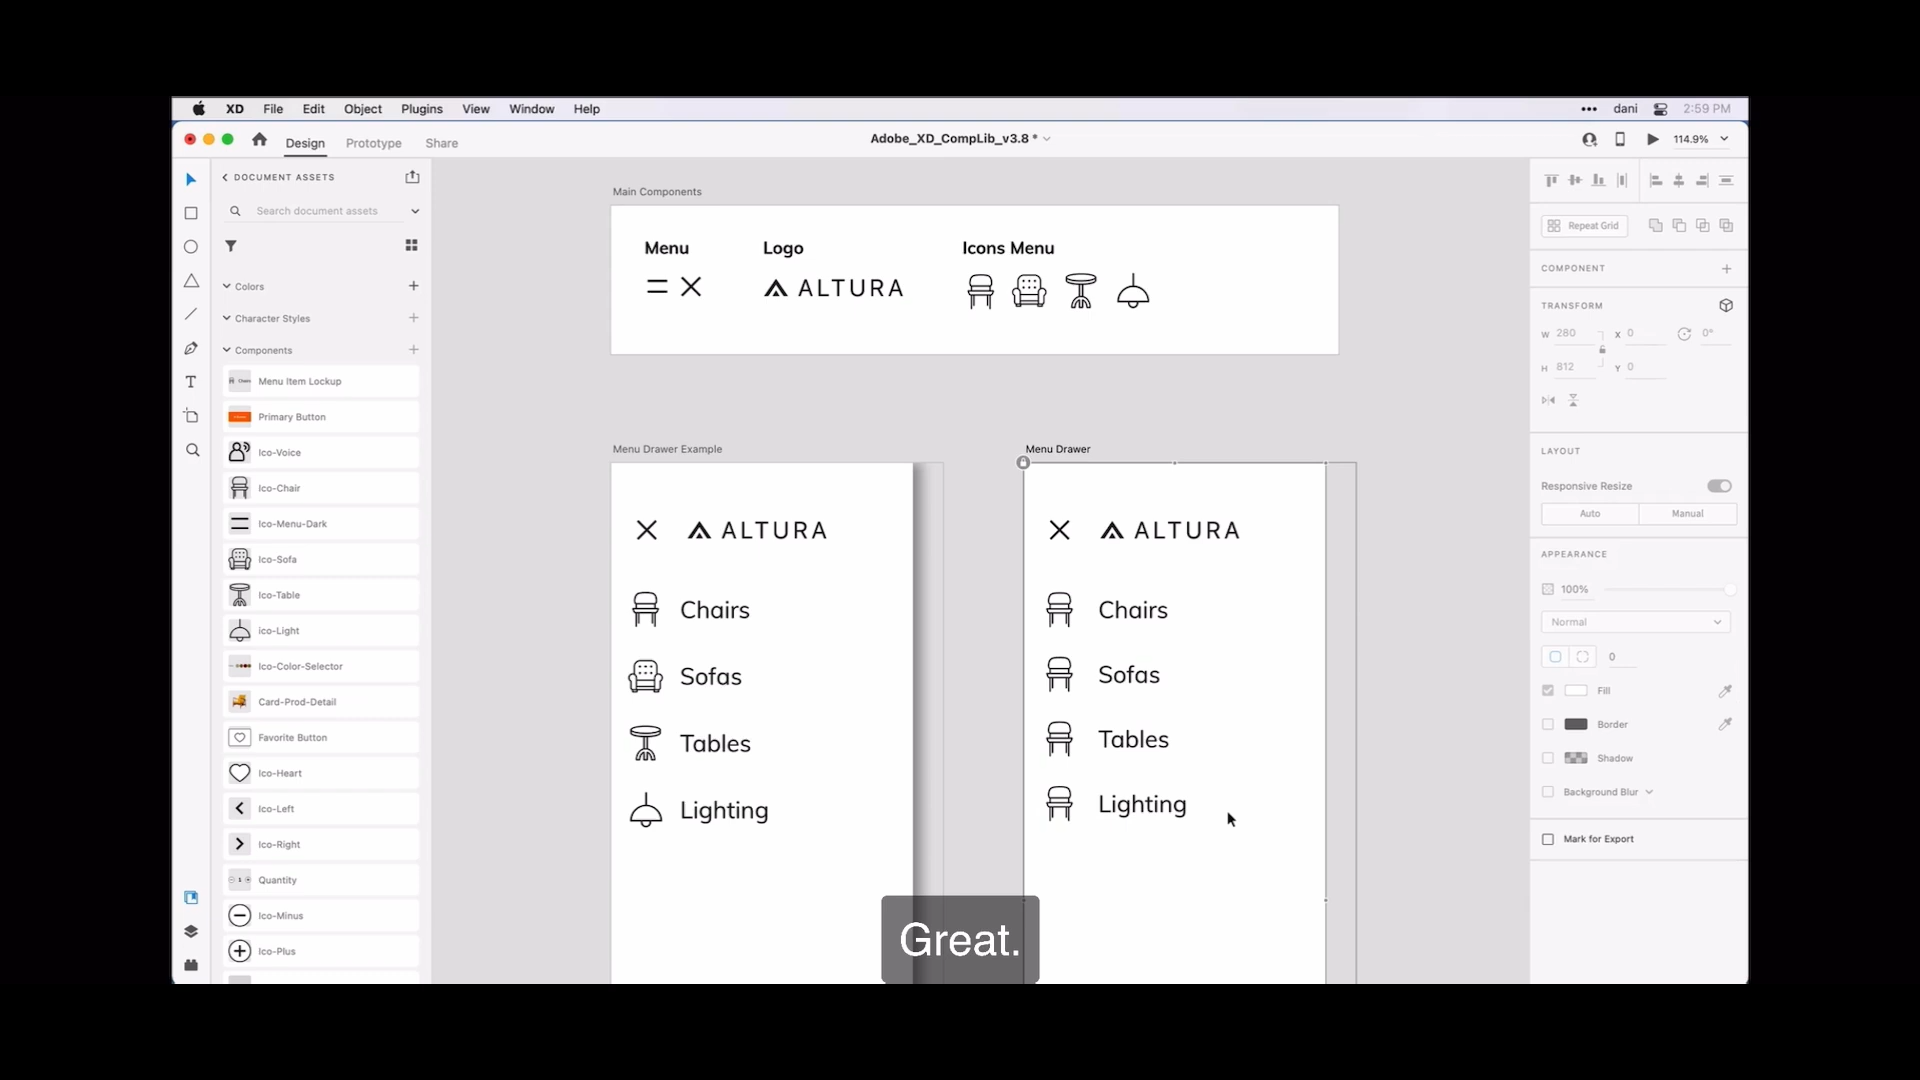 XD File Edit Object Plugins View Window Help
dani 2:59 PM
Design Prototype Share
Adobe_XD_CompLib_v3.8 *
114.9%
DOCUMENT ASSETS
Search document assets
Colors
Character Styles
Components
Menu Item Lockup
Primary Button
Ico-Voice
Ico-Chair
Ico-Menu-Dark
Ico-Sofa
Ico-Table
ico-Light
Ico-Color-Selector
Card-Prod-Detail
Favorite Button
Ico-Heart
Ico-Left
Ico-Right
Quantity
Ico-Minus
Ico-Plus
Main Components
Menu Logo Icons Menu
ALTURA
Menu Drawer Example
ALTURA
Chairs
Sofas
Tables
Lighting
Menu Drawer
ALTURA
Chairs
Sofas
Tables
Lighting
Great.
Repeat Grid
COMPONENT
TRANSFORM
W 280 X 0 0°
H 812 Y 0
LAYOUT
Responsive Resize
Auto Manual
APPEARANCE
100%
Normal
0
Fill
Border
Shadow
Background Blur
Mark for Export